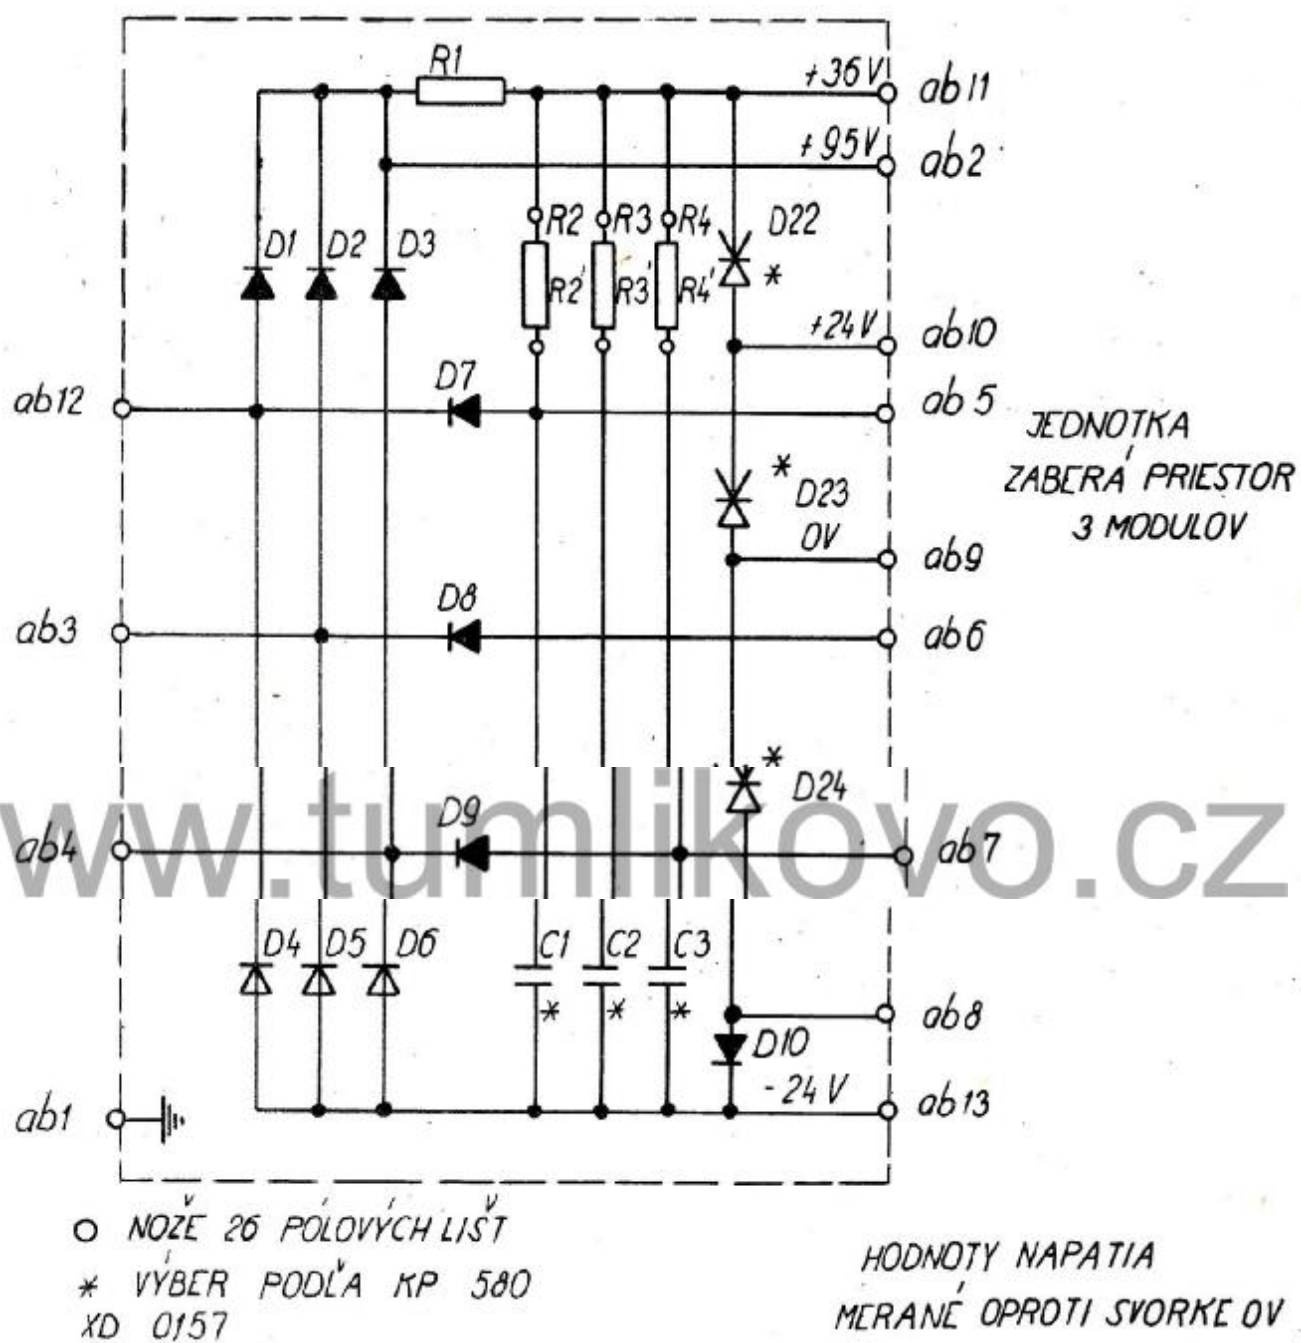 R1
+36V
ab11
+95V
ab2
D1
D2
D3
R2
R3
R4
D22
*
R2'
R3'
R4'
+24V
ab10
ab12
D7
ab5
JEDNOTKA
ZABERÁ PRIESTOR
3 MODULOV
*
D23
0V
ab9
ab3
D8
ab6
*
D24
www.tumlikovo.cz
ab4
D9
ab7
D4
D5
D6
C1
C2
C3
*
*
*
ab8
D10
-24V
ab13
ab1
NOŽE 26 PÓLOVÝCH LIŠT
* VÝBER PODĽA KP 580
XD 0157
HODNOTY NAPATIA
MERANÉ OPROTI SVORKE 0V